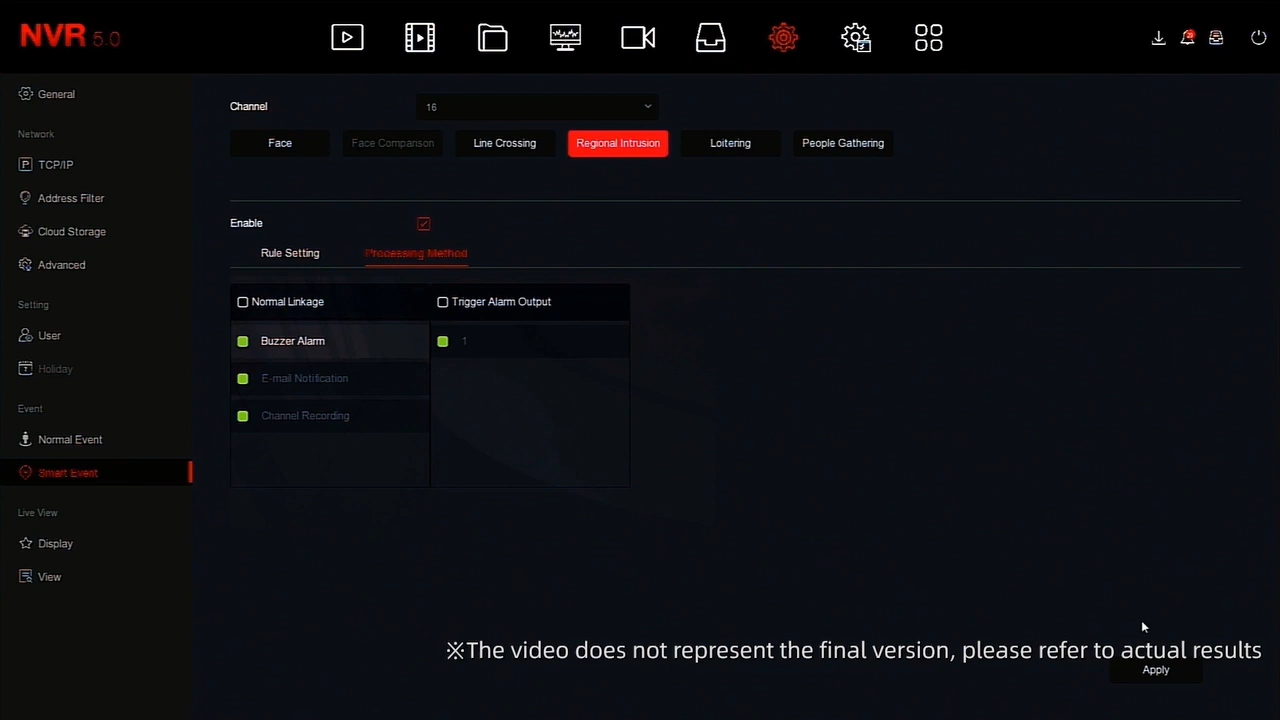 NVR 5.0
General
Network
TCP/IP
Address Filter
Cloud Storage
Advanced
Setting
User
Holiday
Event
Normal Event
Smart Event
Live View
Display
View
Channel 16
Face Face Comparison Line Crossing Regional Intrusion Loitering People Gathering
Enable
Rule Setting Processing Method
Normal Linkage Trigger Alarm Output
Buzzer Alarm 1
E-mail Notification
Channel Recording
※The video does not represent the final version, please refer to actual results
Apply